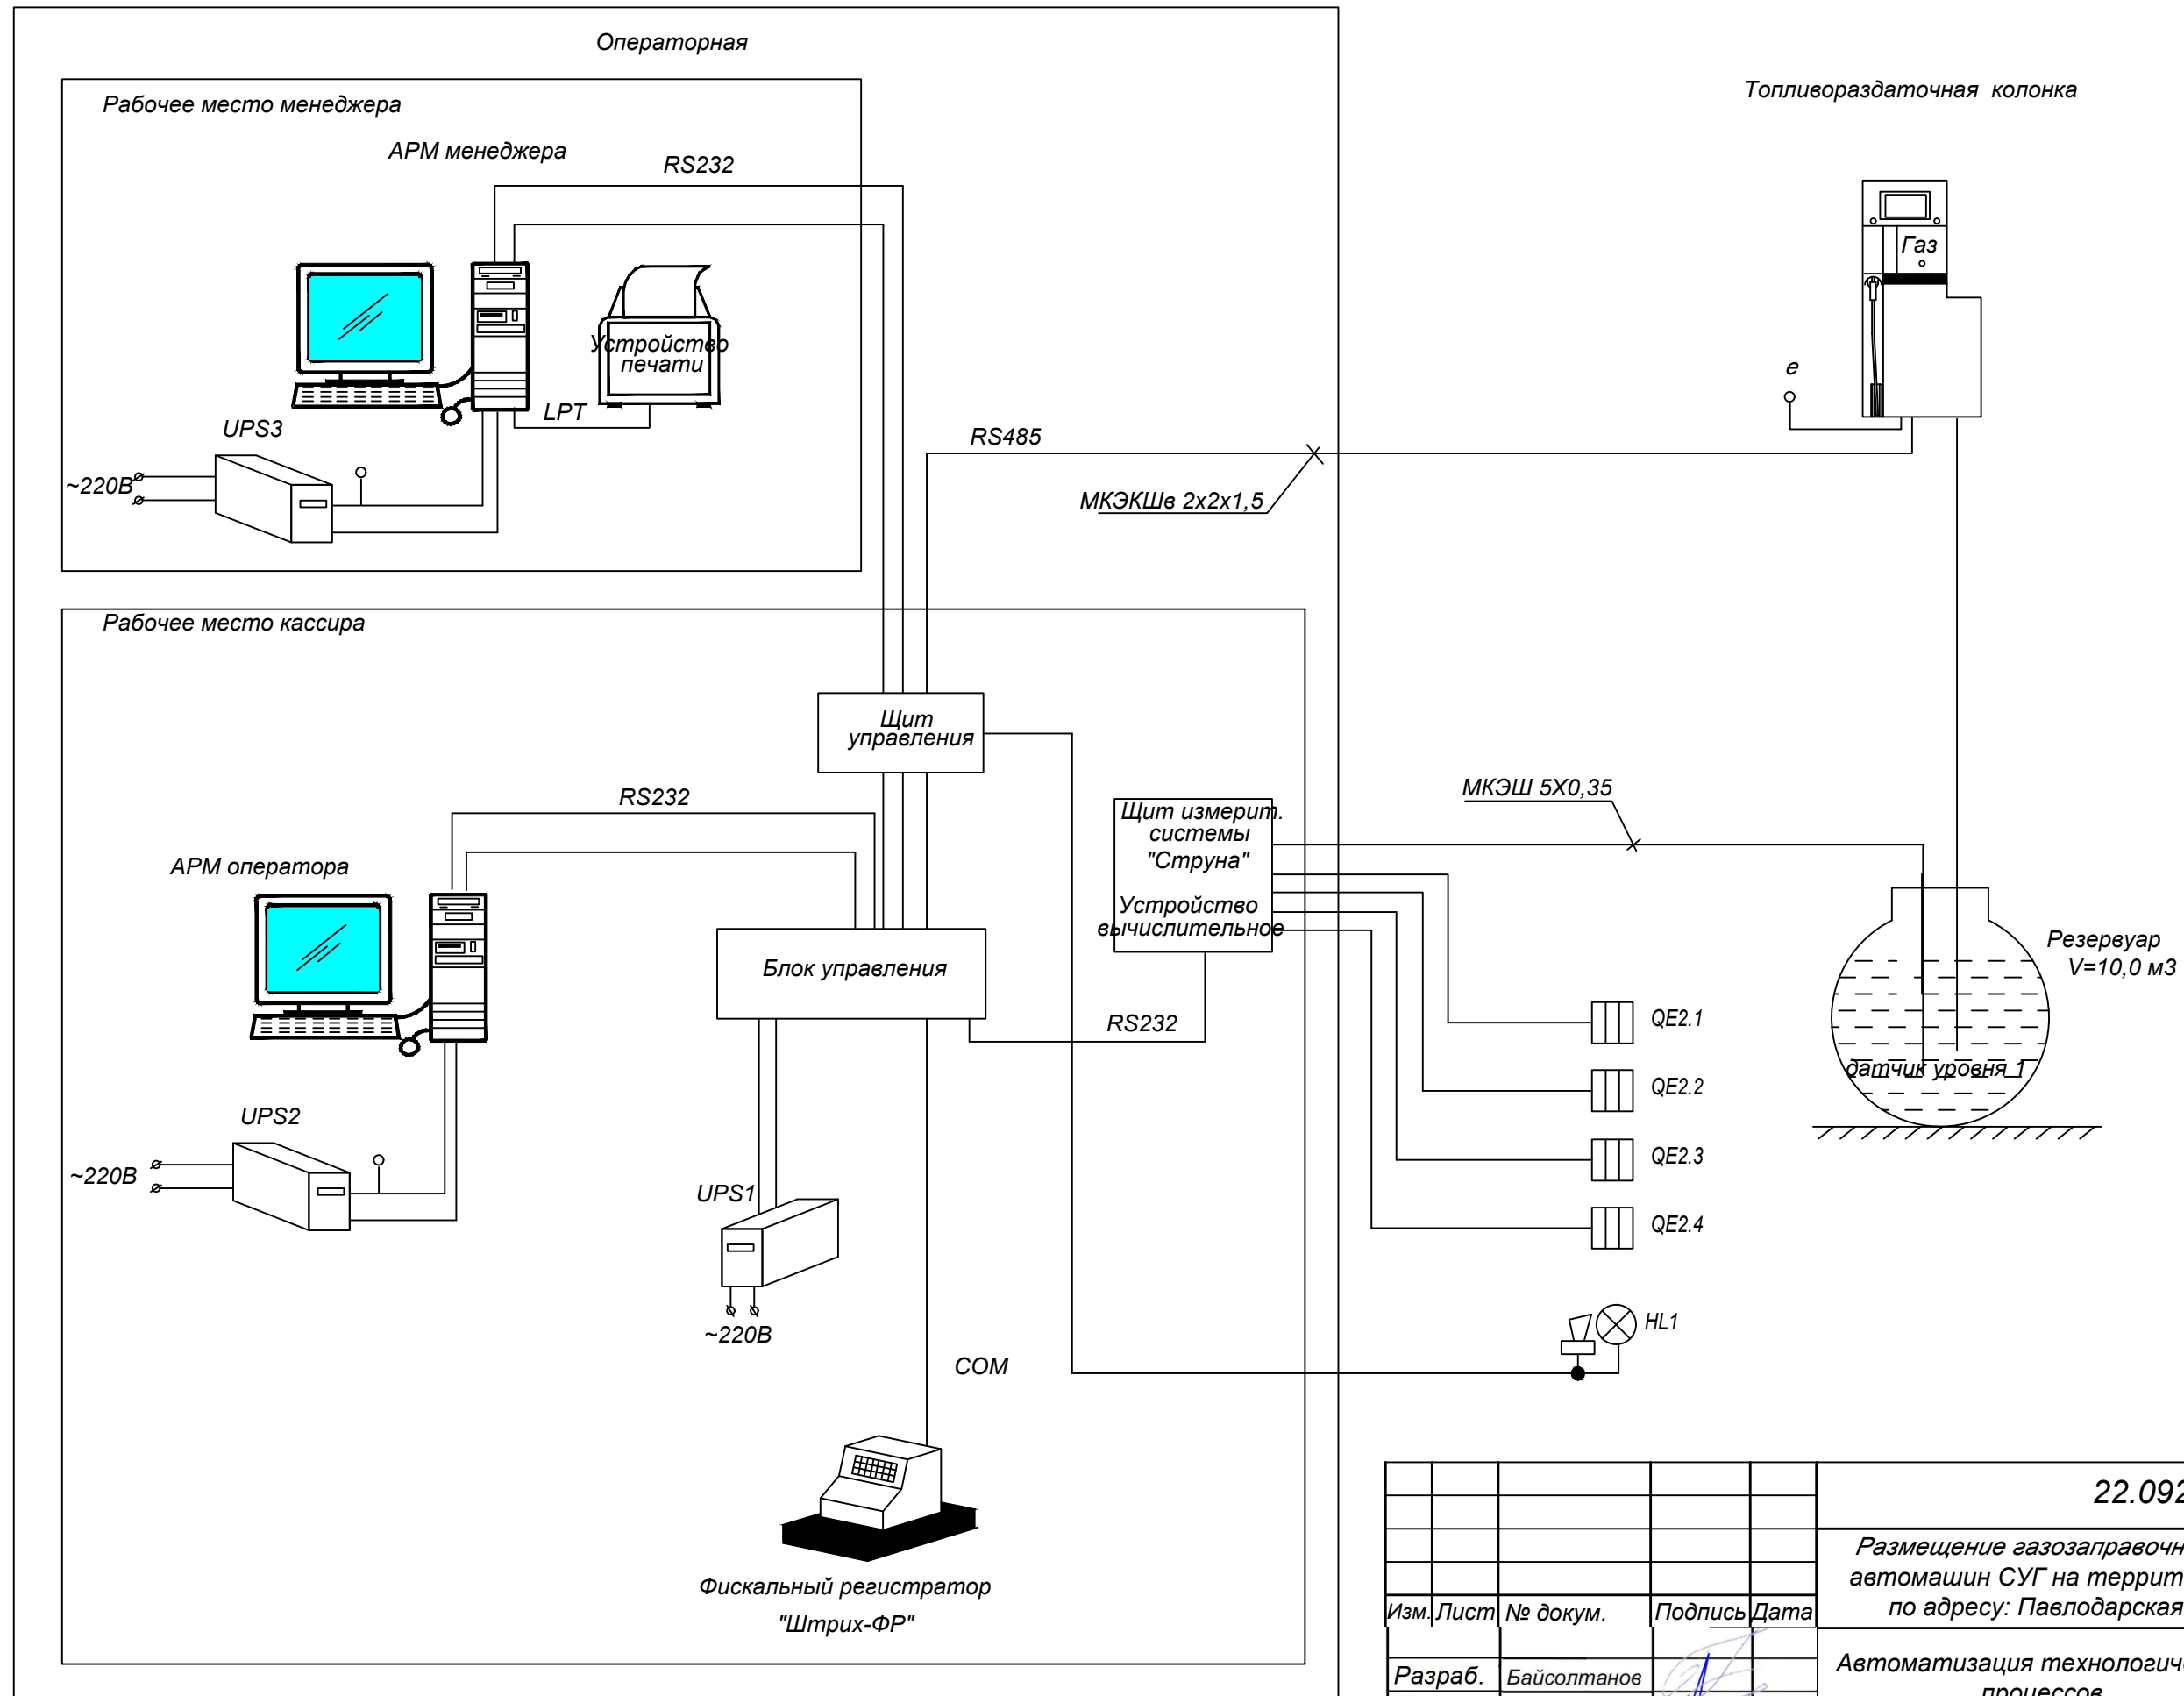 Операторная
Рабочее место менеджера
АРМ менеджера
RS232
Устройство
печати
LPT
UPS3
~220В
RS485
МКЭКШв 2х2х1,5
Топливораздаточная колонка
Газ
е
Рабочее место кассира
Щит
управления
RS232
АРМ оператора
Блок управления
UPS2
~220В
UPS1
~220В
COM
Фискальный регистратор
"Штрих-ФР"
Щит измерит.
системы
"Струна"
Устройство
вычислительное
RS232
МКЭШ 5Х0,35
QE2.1
QE2.2
QE2.3
QE2.4
HL1
Резервуар
V=10,0 м3
датчик уровня 1
22.092
Размещение газозаправочн
автомашин СУГ на террит
по адресу: Павлодарская
Изм. Лист № докум. Подпись Дата
Разраб. Байсолтанов
Автоматизация технологиче
процессов